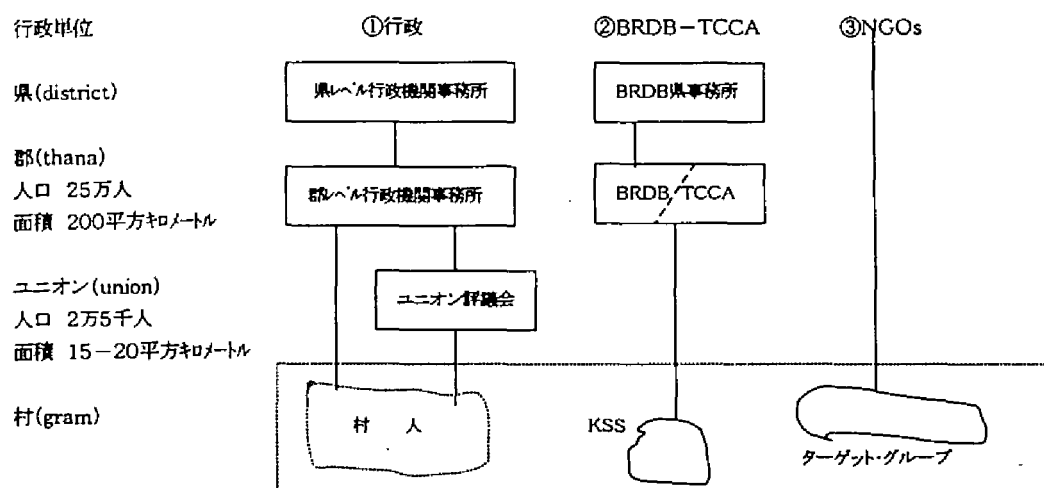 行政単位 ①行政 ②BRDB－TCCA ③NGOs
県(district) 県レベル行政機関事務所 BRDB県事務所
郡(thana)
人口 25万人 郡レベル行政機関事務所 BRDB/TCCA
面積 200平方キロメートル
ユニオン(union) ユニオン評議会
人口 2万5千人
面積 15－20平方キロメートル
村(gram) 村 人 KSS
ターゲット・グループ